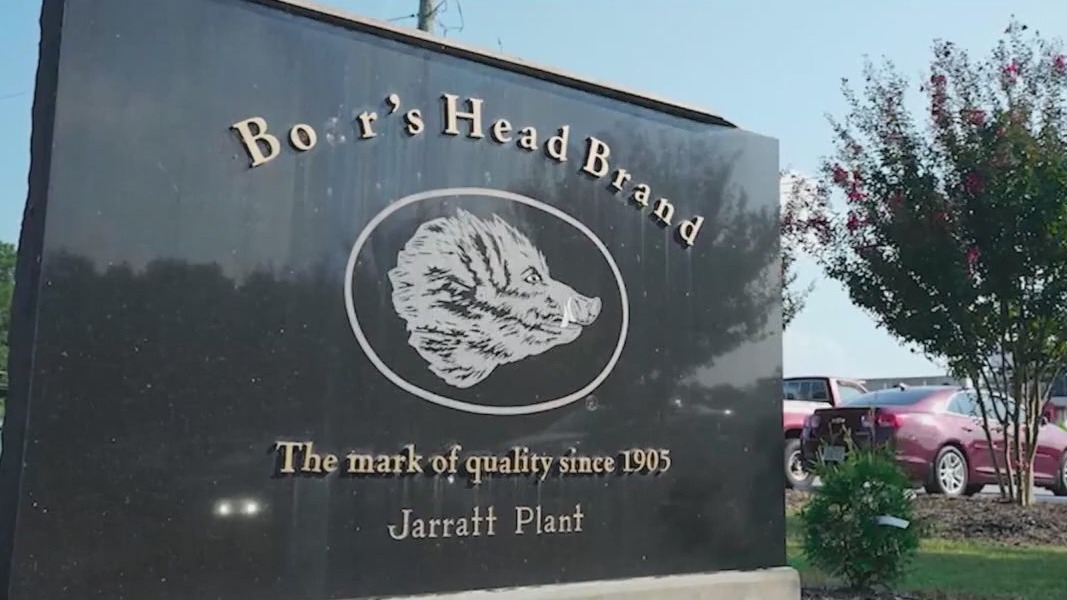 Bo r's Head Brand
®
The mark of quality since 1905
Jarratt Plant